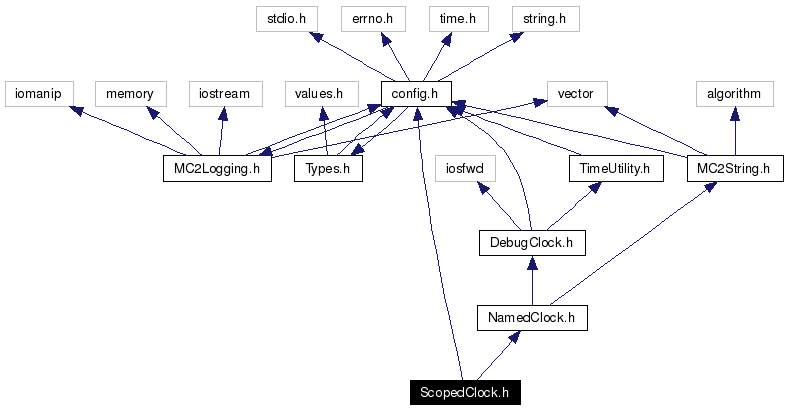 stdio.h errno.h time.h string.h
iomanip memory iostream values.h config.h vector algorithm
MC2Logging.h Types.h iosfwd TimeUtility.h MC2String.h
DebugClock.h
NamedClock.h
ScopedClock.h